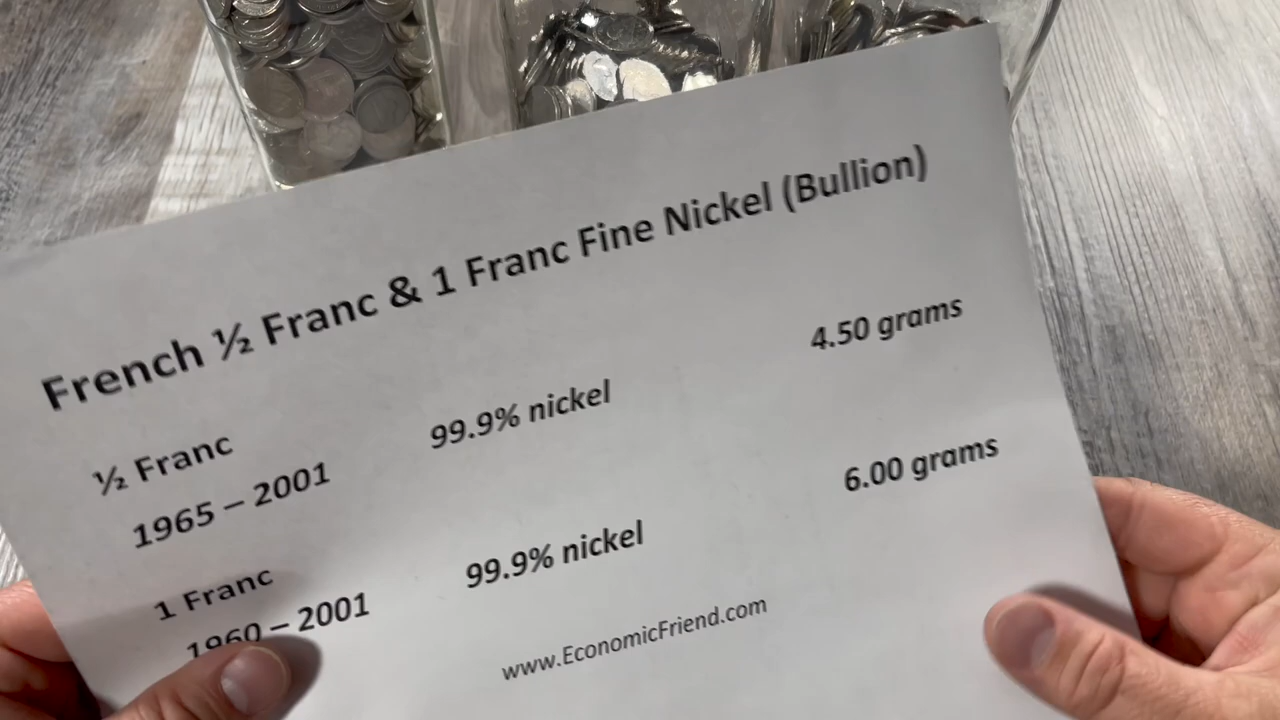 French ½ Franc & 1 Franc Fine Nickel (Bullion)
½ Franc
1965 – 2001 99.9% nickel 4.50 grams
1 Franc
1960 – 2001 99.9% nickel 6.00 grams
www.EconomicFriend.com